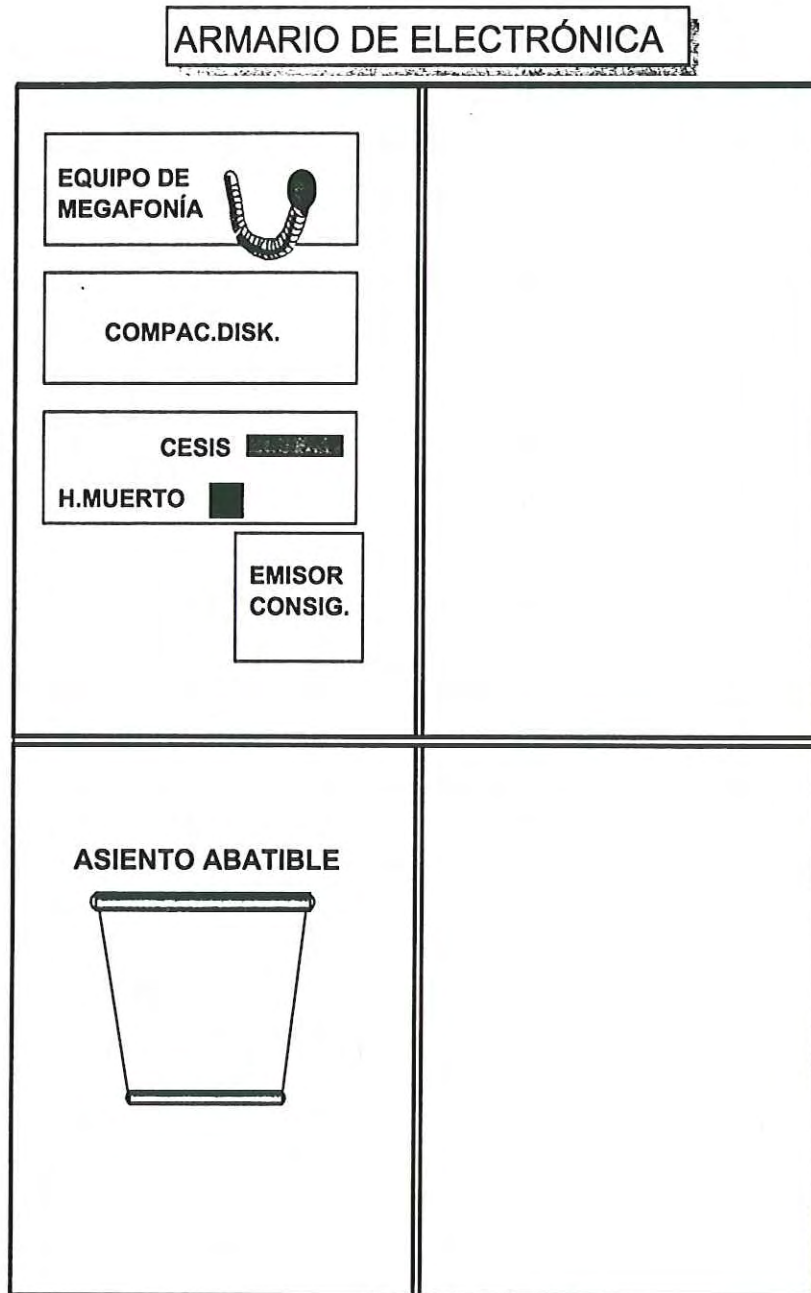 ARMARIO DE ELECTRÓNICA
EQUIPO DE
MEGAFONÍA
COMPAC.DISK.
CESIS
H.MUERTO
EMISOR
CONSIG.
ASIENTO ABATIBLE